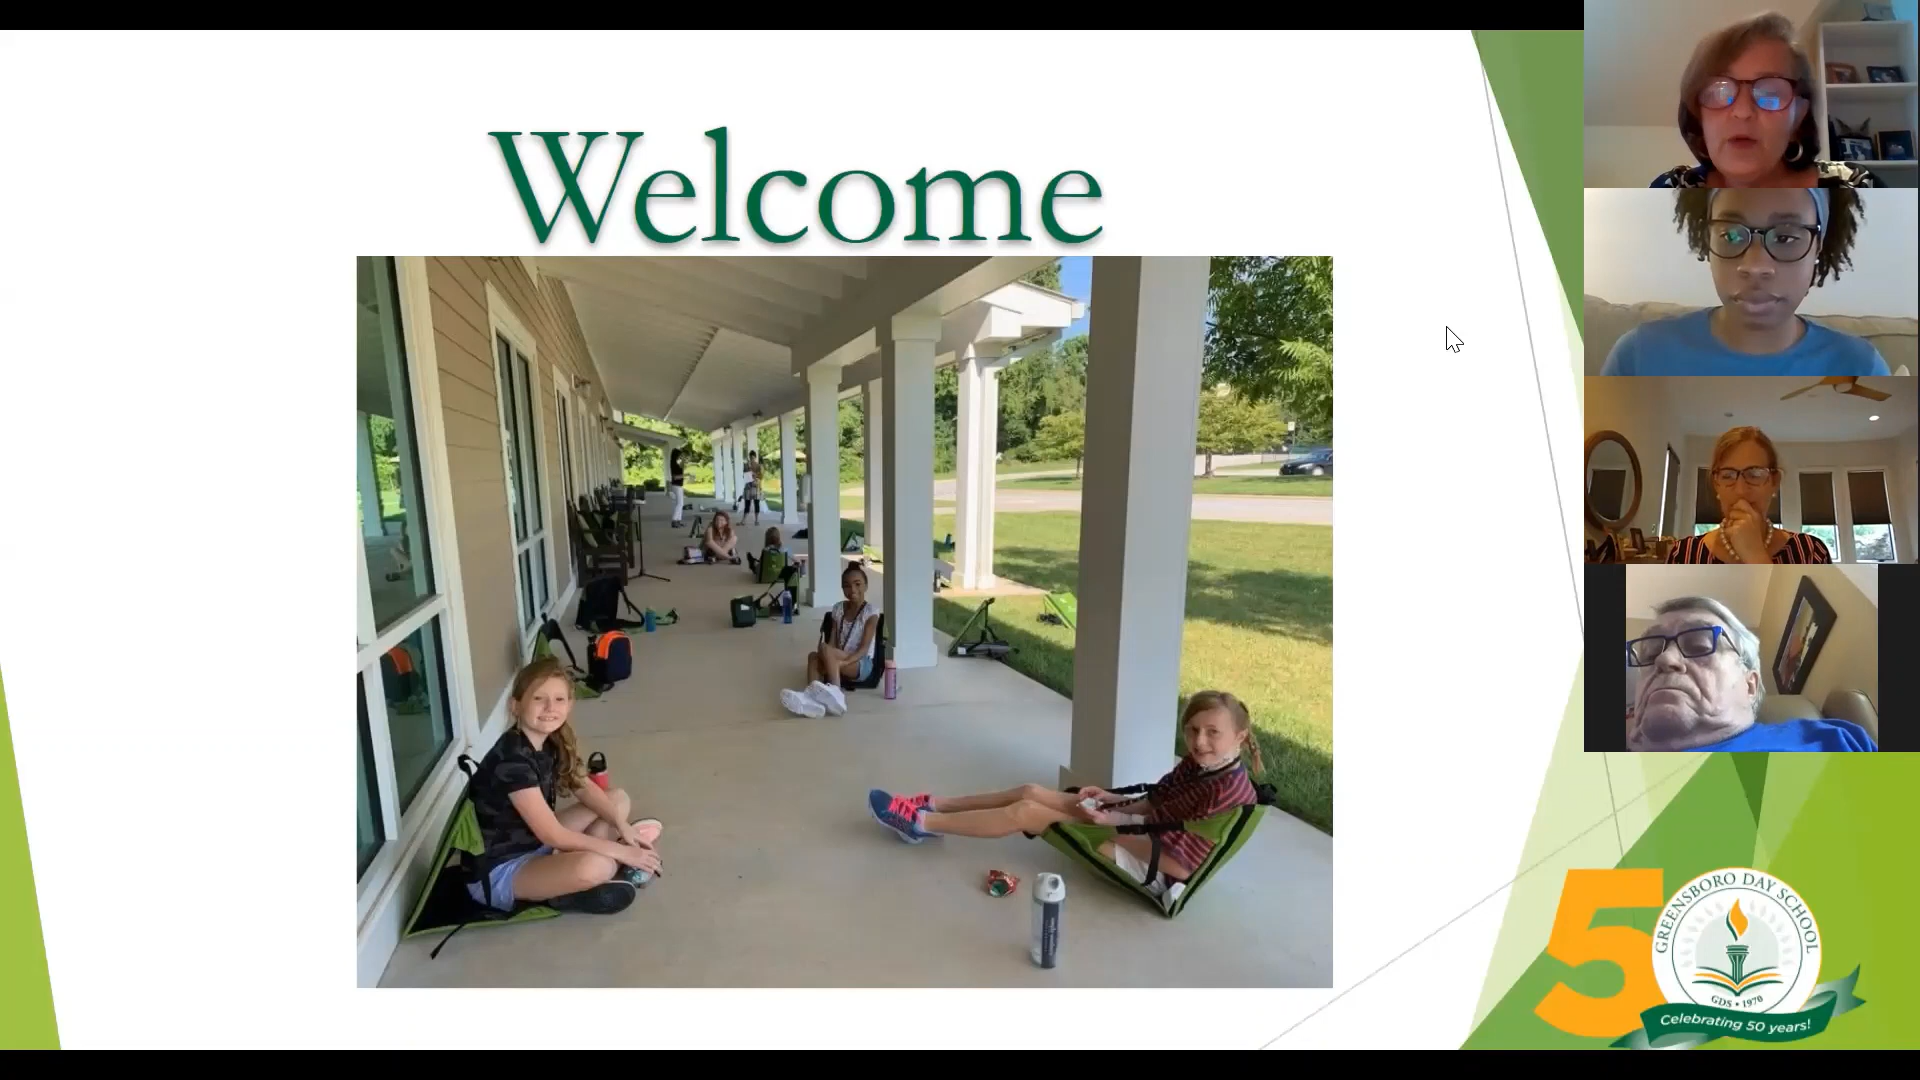 Welcome
5
GREENSBORO DAY SCHOOL
GDS • 1970
Celebrating 50 years!